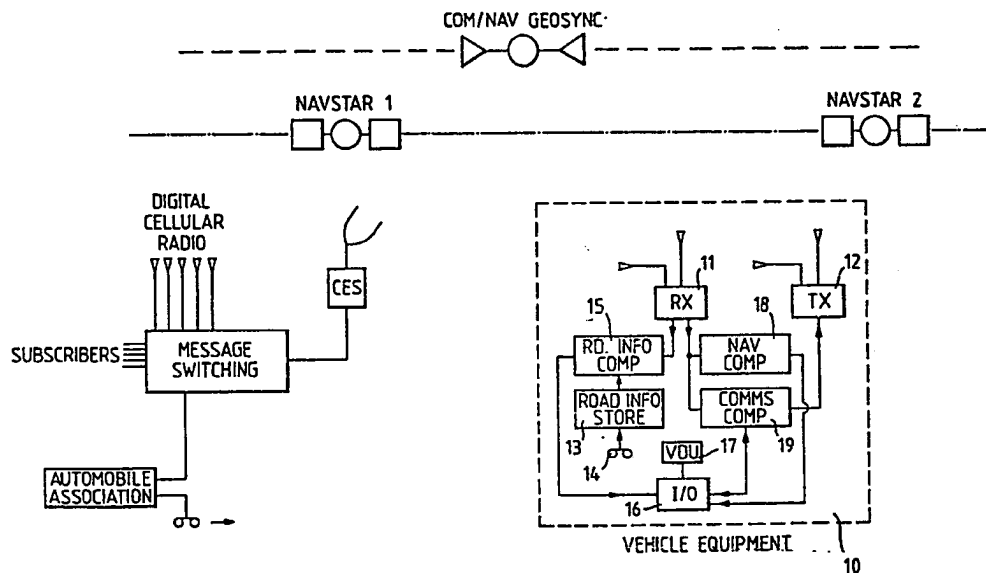 COM/NAV GEOSYNC
NAVSTAR 1
NAVSTAR 2
DIGITAL
CELLULAR
RADIO
CES
SUBSCRIBERS
MESSAGE
SWITCHING
AUTOMOBILE
ASSOCIATION
11
12
RX
TX
15
18
RD. INFO
COMP
NAV
COMP
ROAD INFO
STORE
COMMS
COMP
13
14
17
19
VDU
I/O
16
VEHICLE EQUIPMENT
10